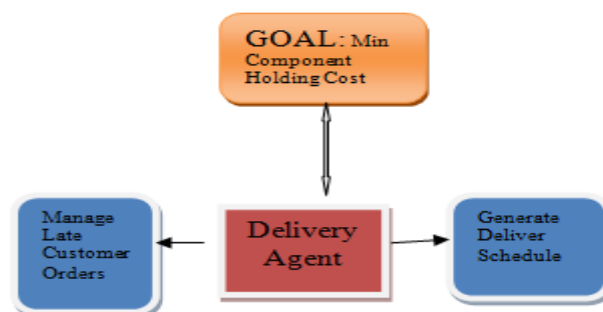 GOAL: Min
Component
Holding Cost
Manage
Late
Customer
Orders
Delivery
Agent
Generate
Deliver
Schedule